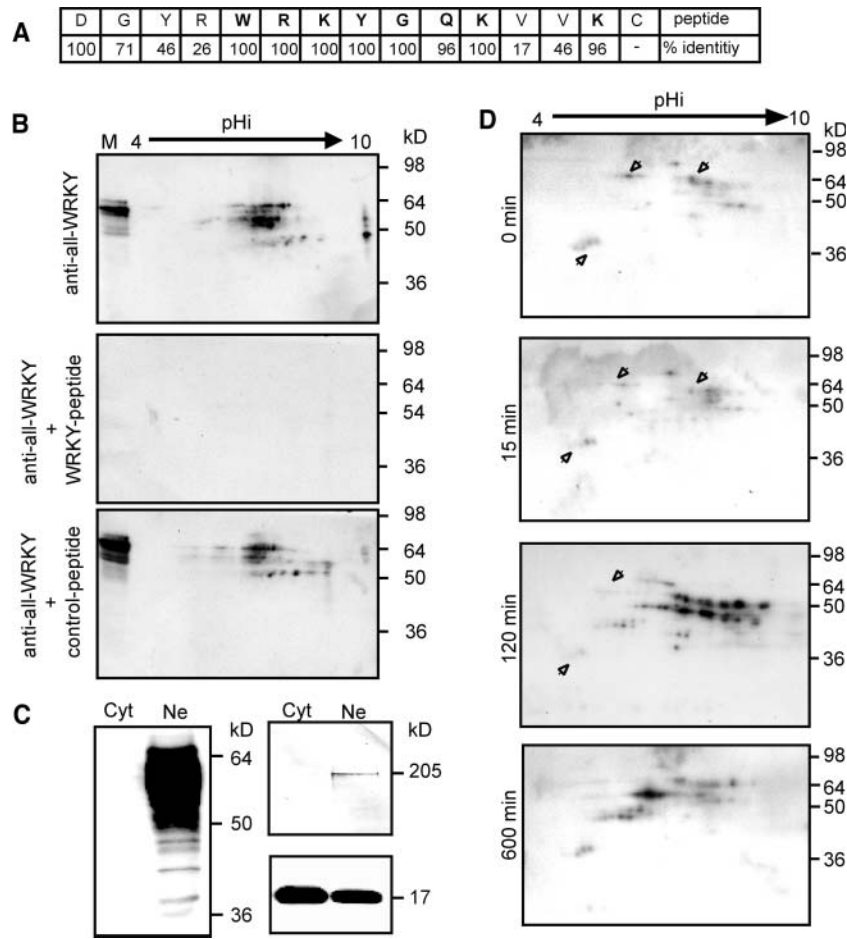 A
D G Y R W R K Y G Q K V V K C peptide
100 71 46 26 100 100 100 100 100 96 100 17 46 96 - % identitiy
B
pHi
M 4 10 kD
anti-all-WRKY
98
64
50
36
anti-all-WRKY
+
WRKY-peptide
98
64
54
36
anti-all-WRKY
+
control-peptide
98
64
50
36
C
Cyt Ne kD
64
50
36
Cyt Ne kD
205
17
D
pHi
4 10
kD
0 min
98
64
50
36
15 min
98
64
50
36
120 min
98
64
50
36
600 min
98
64
50
36